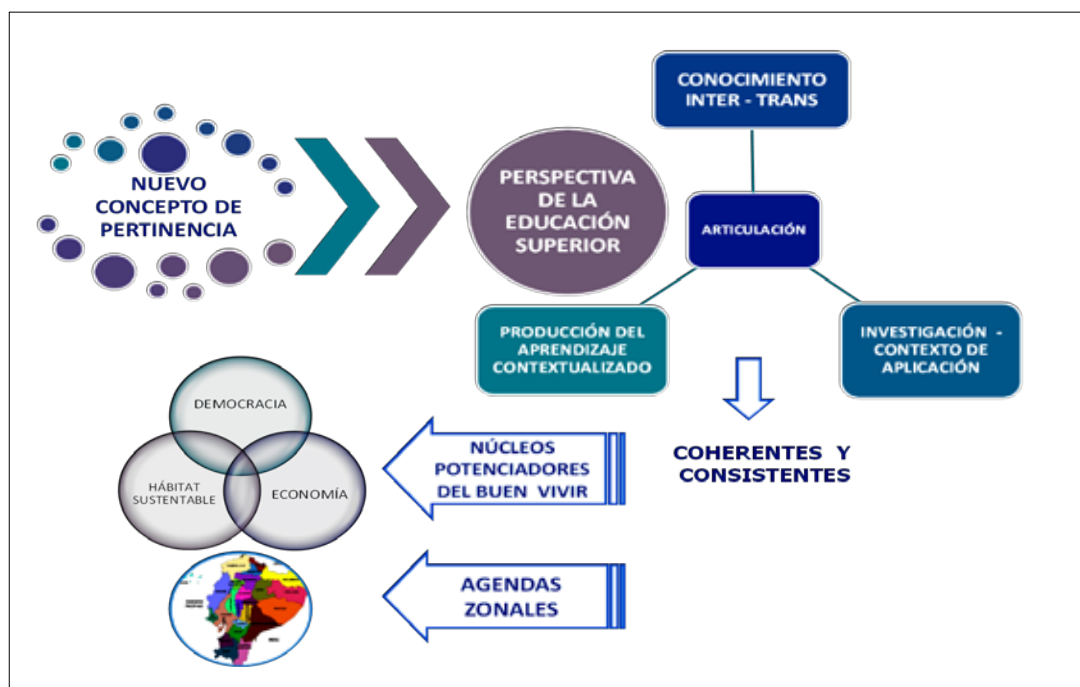 NUEVO
CONCEPTO DE
PERTINENCIA
PERSPECTIVA
DE LA
EDUCACIÓN
SUPERIOR
CONOCIMIENTO
INTER - TRANS
ARTICULACIÓN
PRODUCCIÓN DEL
APRENDIZAJE
CONTEXTUALIZADO
INVESTIGACIÓN -
CONTEXTO DE
APLICACIÓN
COHERENTES Y
CONSISTENTES
NÚCLEOS
POTENCIADORES
DEL BUEN VIVIR
DEMOCRACIA
HÁBITAT
SUSTENTABLE
ECONOMÍA
AGENDAS
ZONALES